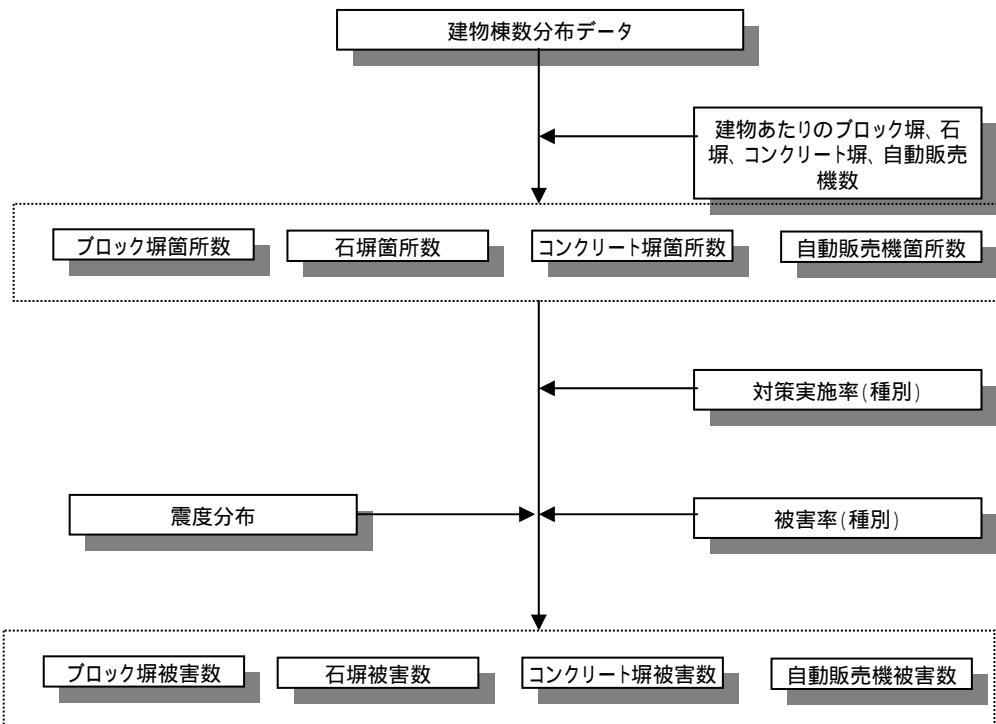 建物棟数分布データ
建物あたりのブロック塀、石
塀、コンクリート塀、自動販売
機数
ブロック塀箇所数
石塀箇所数
コンクリート塀箇所数
自動販売機箇所数
対策実施率(種別)
震度分布
被害率(種別)
ブロック塀被害数
石塀被害数
コンクリート塀被害数
自動販売機被害数